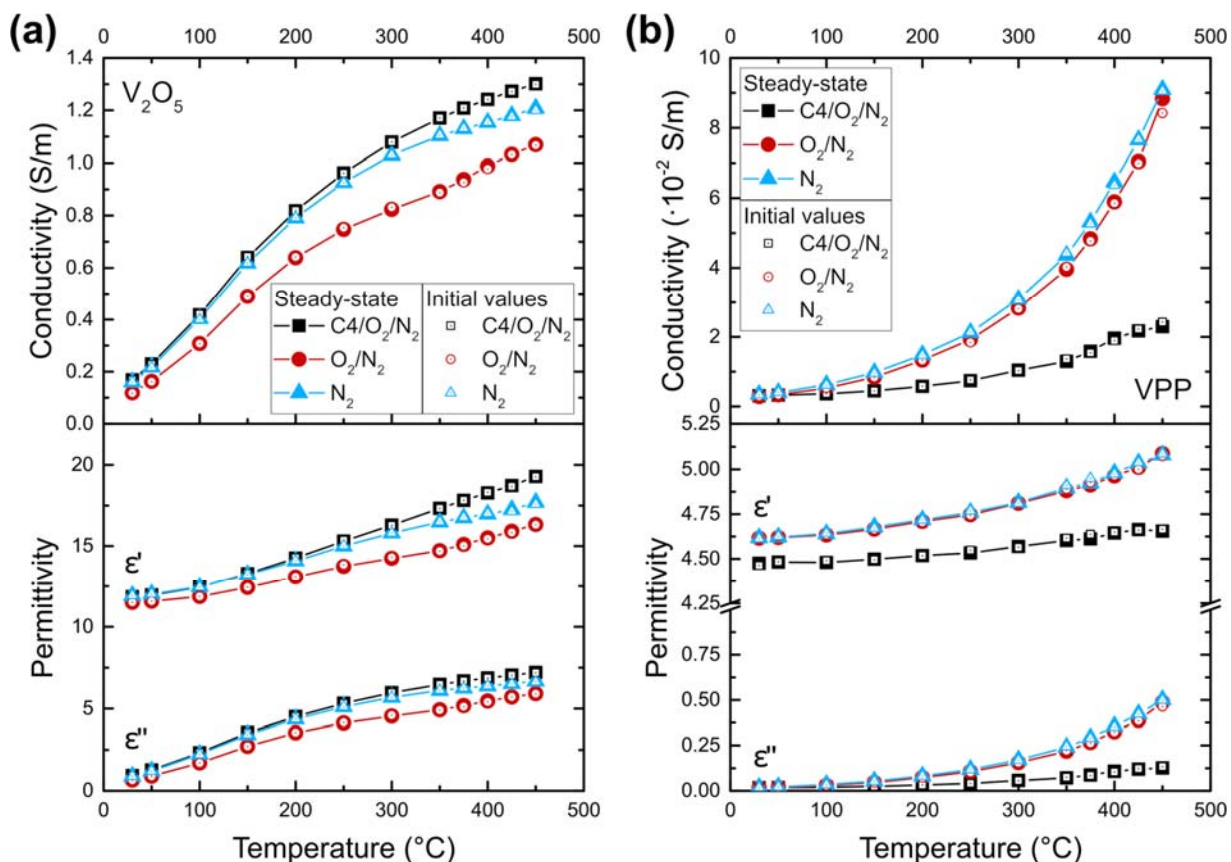 (a)
0 100 200 300 400 500
V₂O₅
Conductivity (S/m)
1.4
1.2
1.0
0.8
0.6
0.4
0.2
0.0
Steady-state
C4/O₂/N₂
O₂/N₂
N₂
Initial values
C4/O₂/N₂
O₂/N₂
N₂
Permittivity
20
15
10
5
0
ε'
ε''
0 100 200 300 400 500
Temperature (°C)
(b)
0 100 200 300 400 500
Conductivity (·10⁻² S/m)
10
8
6
4
2
0
Steady-state
C4/O₂/N₂
O₂/N₂
N₂
Initial values
C4/O₂/N₂
O₂/N₂
N₂
VPP
Permittivity
5.25
5.00
4.75
4.50
4.25
0.75
0.50
0.25
0.00
ε'
ε''
0 100 200 300 400 500
Temperature (°C)